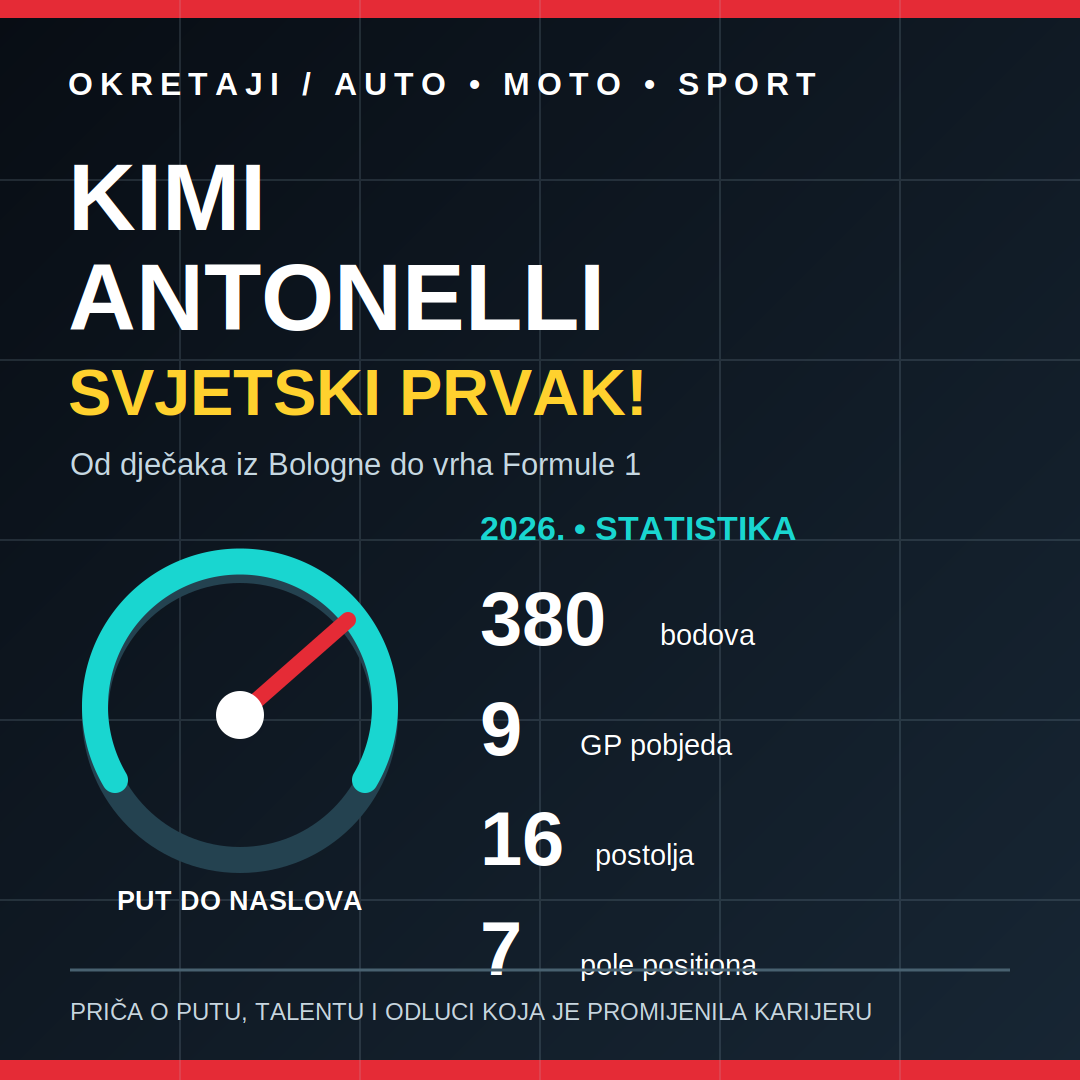 OKRETAJI / AUTO • MOTO • SPORT
KIMI
ANTONELLI
SVJETSKI PRVAK!
Od dječaka iz Bologne do vrha Formule 1
2026. • STATISTIKA
380 bodova
9 GP pobjeda
16 postolja
7 pole positiona
PUT DO NASLOVA
PRIČA O PUTU, TALENTU I ODLUCI KOJA JE PROMIJENILA KARIJERU